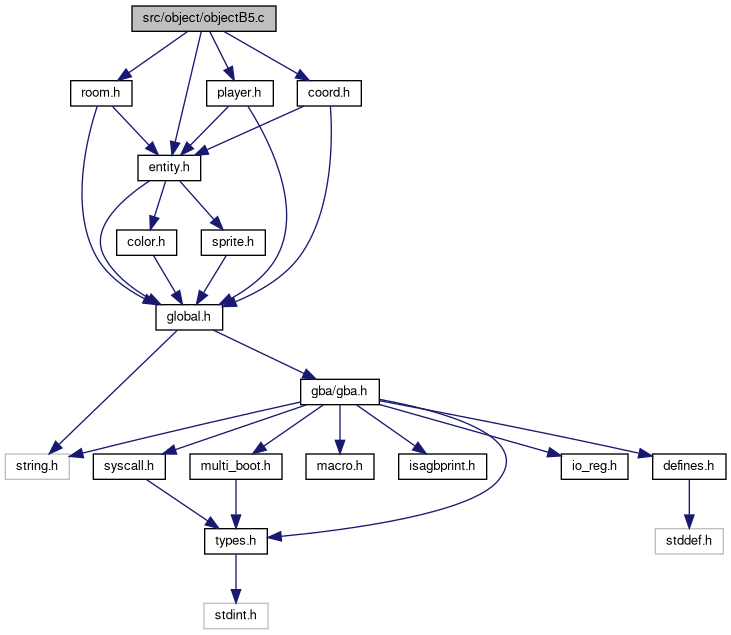 src/object/objectB5.c
room.h
player.h
coord.h
entity.h
color.h
sprite.h
global.h
gba/gba.h
string.h
syscall.h
multi_boot.h
macro.h
isagbprint.h
io_reg.h
defines.h
types.h
stddef.h
stdint.h